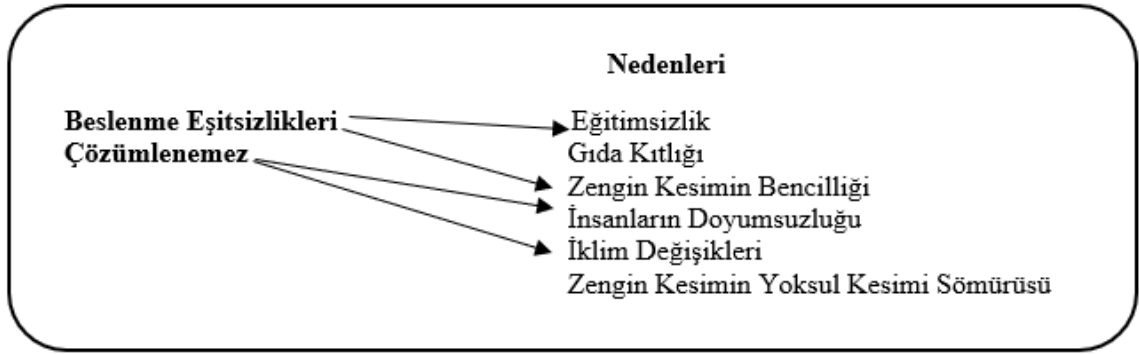 Nedenleri
Beslenme Eşitsizlikleri
Çözümlenemez
Eğitimsizlik
Gıda Kıtlığı
Zengin Kesimin Bencilliği
İnsanların Doyumsuzluğu
İklim Değişikleri
Zengin Kesimin Yoksul Kesimi Sömürüsü